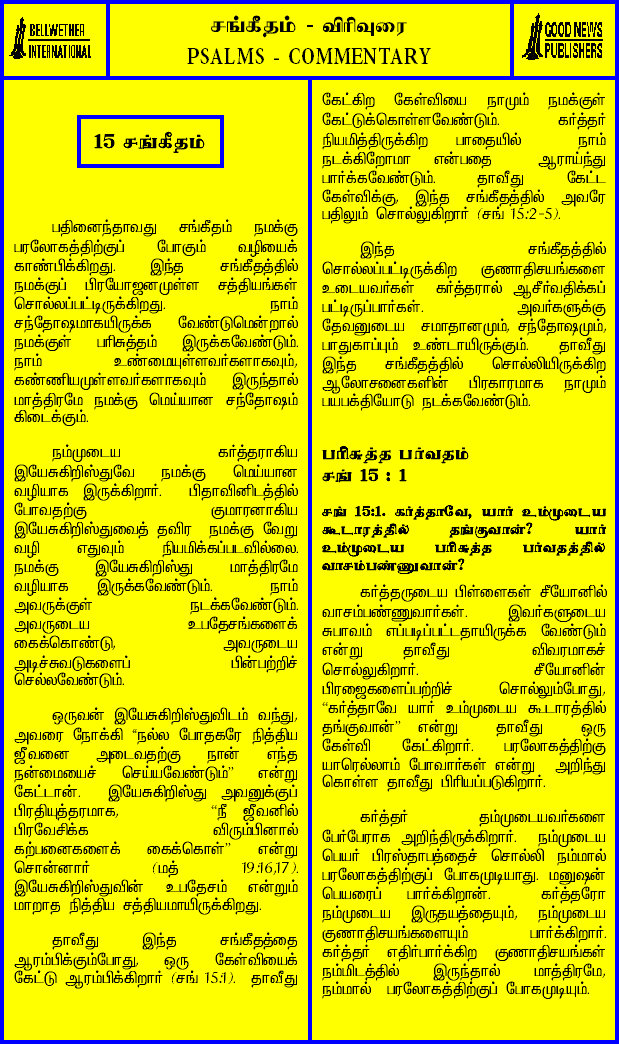 BELLWETHER
INTERNATIONAL
சங்கீதம் - விரிவுரை
PSALMS - COMMENTARY
GOOD NEWS
PUBLISHERS
15 சங்கீதம்
பதினைந்தாவது சங்கீதம் நமக்கு
பரலோகத்திற்குப் போகும் வழியைக்
காண்பிக்கிறது. இந்த சங்கீதத்தில்
நமக்குப் பிரயோஜனமுள்ள சத்தியங்கள்
சொல்லப்பட்டிருக்கிறது. நாம்
சந்தோஷமாகயிருக்க வேண்டுமென்றால்
நமக்குள் பரிசுத்தம் இருக்கவேண்டும்.
நாம் உண்மையுள்ளவர்களாகவும்,
கண்ணியமுள்ளவர்களாகவும் இருந்தால்
மாத்திரமே நமக்கு மெய்யான சந்தோஷம்
கிடைக்கும்.
நம்முடைய கர்த்தராகிய
இயேசுகிறிஸ்துவே நமக்கு மெய்யான
வழியாக இருக்கிறார். பிதாவினிடத்தில்
போவதற்கு குமாரனாகிய
இயேசுகிறிஸ்துவைத் தவிர நமக்கு வேறு
வழி எதுவும் நியமிக்கப்படவில்லை.
நமக்கு இயேசுகிறிஸ்து மாத்திரமே
வழியாக இருக்கவேண்டும். நாம்
அவருக்குள் நடக்கவேண்டும்.
அவருடைய உபதேசங்களைக்
கைக்கொண்டு, அவருடைய
அடிச்சுவடுகளைப் பின்பற்றிச்
செல்லவேண்டும்.
ஒருவன் இயேசுகிறிஸ்துவிடம் வந்து,
அவரை நோக்கி "நல்ல போதகரே நித்திய
ஜீவனை அடைவதற்கு நான் எந்த
நன்மையைச் செய்யவேண்டும்" என்று
கேட்டான். இயேசுகிறிஸ்து அவனுக்குப்
பிரதியுத்தரமாக, "நீ ஜீவனில்
பிரவேசிக்க விரும்பினால்
கற்பனைகளைக் கைக்கொள்" என்று
சொன்னார் (மத் 19:16,17).
இயேசுகிறிஸ்துவின் உபதேசம் என்றும்
மாறாத நித்திய சத்தியமாயிருக்கிறது.
தாவீது இந்த சங்கீதத்தை
ஆரம்பிக்கும்போது, ஒரு கேள்வியைக்
கேட்டு ஆரம்பிக்கிறார் (சங் 15:1). தாவீது
கேட்கிற கேள்வியை நாமும் நமக்குள்
கேட்டுக்கொள்ளவேண்டும். கர்த்தர்
நியமித்திருக்கிற பாதையில் நாம்
நடக்கிறோமா என்பதை ஆராய்ந்து
பார்க்கவேண்டும். தாவீது கேட்ட
கேள்விக்கு, இந்த சங்கீதத்தில் அவரே
பதிலும் சொல்லுகிறார் (சங் 15:2-5).
இந்த சங்கீதத்தில்
சொல்லப்பட்டிருக்கிற குணாதிசயங்களை
உடையவர்கள் கர்த்தரால் ஆசீர்வதிக்கப்
பட்டிருப்பார்கள். அவர்களுக்கு
தேவனுடைய சமாதானமும், சந்தோஷமும்,
பாதுகாப்பும் உண்டாயிருக்கும். தாவீது
இந்த சங்கீதத்தில் சொல்லியிருக்கிற
ஆலோசனைகளின் பிரகாரமாக நாமும்
பயபக்தியோடு நடக்கவேண்டும்.
பரிசுத்த பர்வதம்
சங் 15 : 1
சங் 15:1. கர்த்தாவே, யார் உம்முடைய
கூடாரத்தில் தங்குவான்? யார்
உம்முடைய பரிசுத்த பர்வதத்தில்
வாசம்பண்ணுவான்?
கர்த்தருடைய பிள்ளைகள் சீயோனில்
வாசம்பண்ணுவார்கள். இவர்களுடைய
சுபாவம் எப்படிப்பட்டதாயிருக்க வேண்டும்
என்று தாவீது விவரமாகச்
சொல்லுகிறார். சீயோனின்
பிரஜைகளைப்பற்றிச் சொல்லும்போது,
"கர்த்தாவே யார் உம்முடைய கூடாரத்தில்
தங்குவான்" என்று தாவீது ஒரு
கேள்வி கேட்கிறார். பரலோகத்திற்கு
யாரெல்லாம் போவார்கள் என்று அறிந்து
கொள்ள தாவீது பிரியப்படுகிறார்.
கர்த்தர் தம்முடையவர்களை
பேர்பேராக அறிந்திருக்கிறார். நம்முடைய
பெயர் பிரஸ்தாபத்தைச் சொல்லி நம்மால்
பரலோகத்திற்குப் போகமுடியாது. மனுஷன்
பெயரைப் பார்க்கிறான். கர்த்தரோ
நம்முடைய இருதயத்தையும், நம்முடைய
குணாதிசயங்களையும் பார்க்கிறார்.
கர்த்தர் எதிர்பார்க்கிற குணாதிசயங்கள்
நம்மிடத்தில் இருந்தால் மாத்திரமே,
நம்மால் பரலோகத்திற்குப் போகமுடியும்.